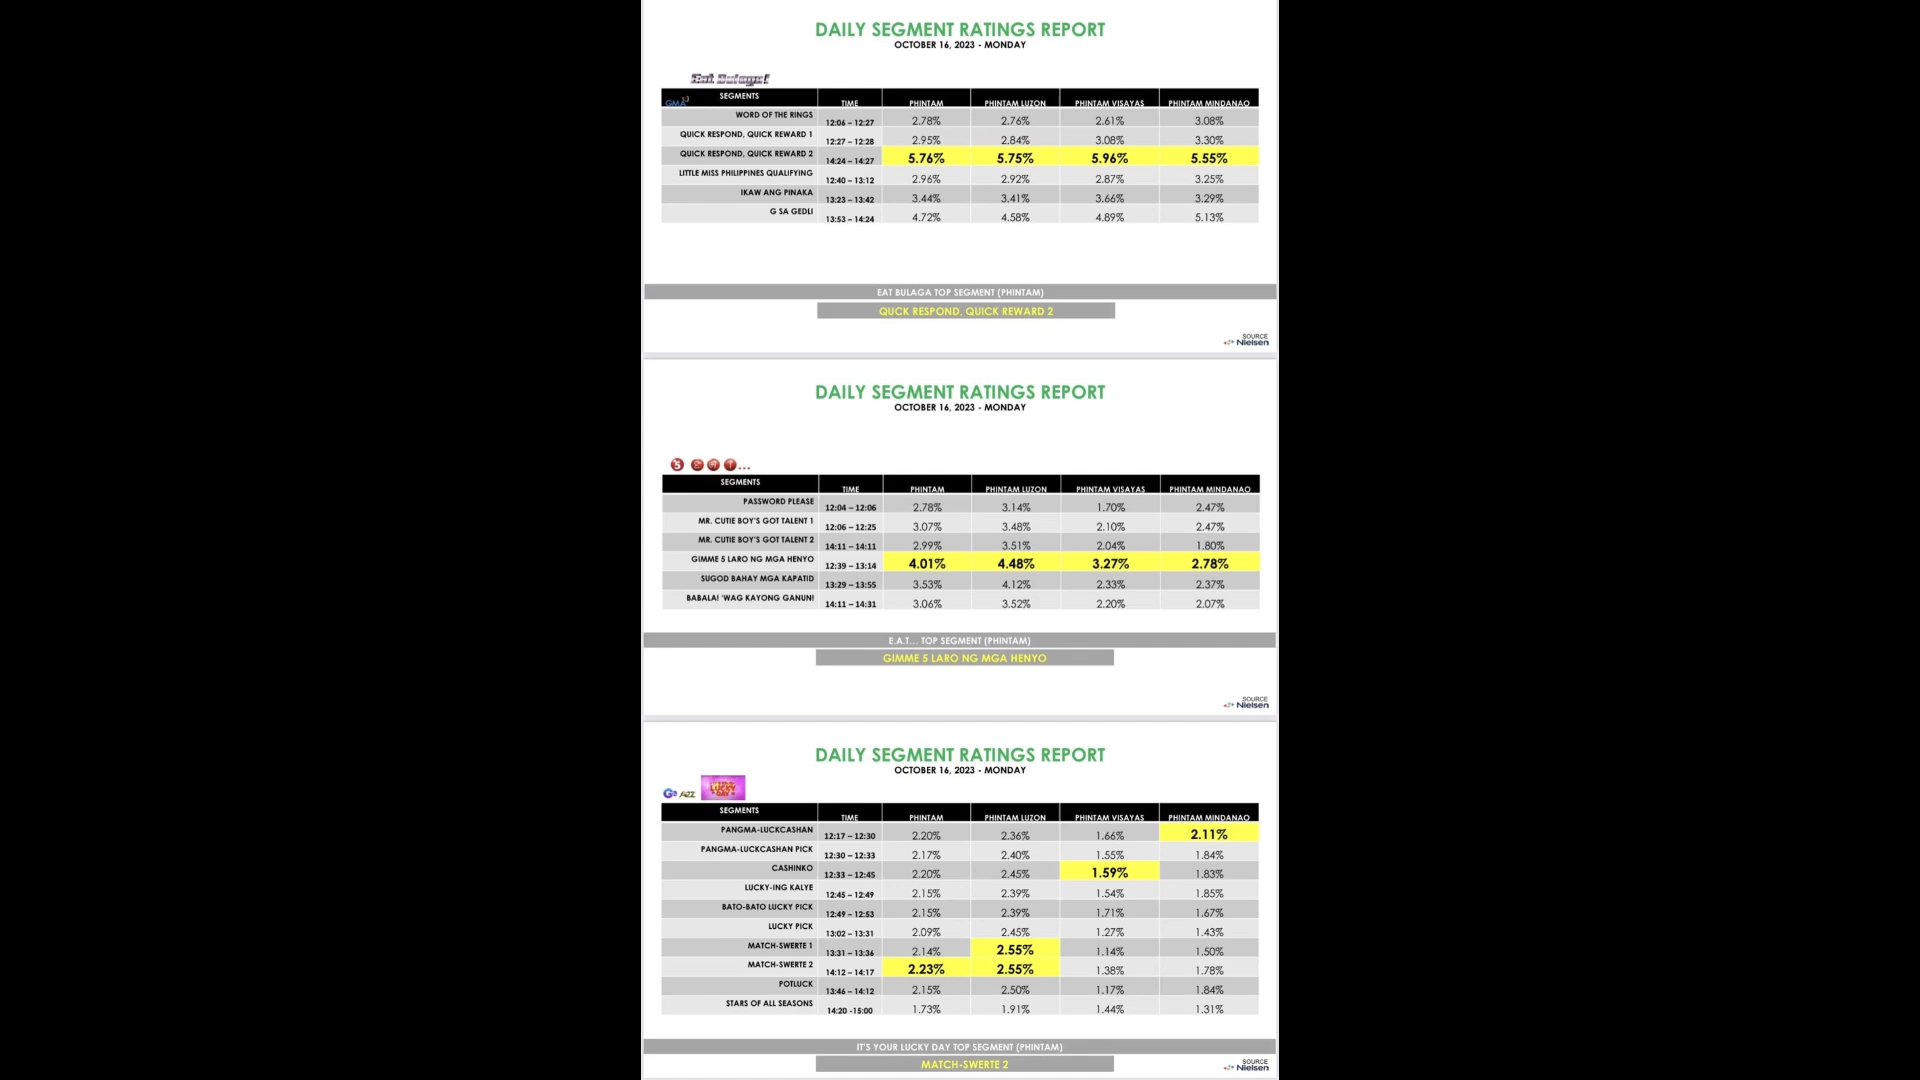 DAILY SEGMENT RATINGS REPORT
OCTOBER 16, 2023 - MONDAY
Eat Bulaga!
GMA
SEGMENTS TIME PHINTAM PHINTAM LUZON PHINTAM VISAYAS PHINTAM MINDANAO
WORD OF THE RINGS 12:06 – 12:27 2.78% 2.76% 2.61% 3.08%
QUICK RESPOND, QUICK REWARD 1 12:27 – 12:28 2.95% 2.84% 3.08% 3.30%
QUICK RESPOND, QUICK REWARD 2 14:24 – 14:27 5.76% 5.75% 5.96% 5.55%
LITTLE MISS PHILIPPINES QUALIFYING 12:40 – 13:12 2.96% 2.92% 2.87% 3.25%
IKAW ANG PINAKA 13:23 – 13:42 3.44% 3.41% 3.66% 3.29%
G SA GEDLI 13:53 – 14:24 4.72% 4.58% 4.89% 5.13%
EAT BULAGA TOP SEGMENT (PHINTAM)
QUCK RESPOND, QUICK REWARD 2
SOURCE
Nielsen
DAILY SEGMENT RATINGS REPORT
OCTOBER 16, 2023 - MONDAY
5
SEGMENTS TIME PHINTAM PHINTAM LUZON PHINTAM VISAYAS PHINTAM MINDANAO
PASSWORD PLEASE 12:04 – 12:06 2.78% 3.14% 1.70% 2.47%
MR. CUTIE BOY'S GOT TALENT 1 12:06 – 12:25 3.07% 3.48% 2.10% 2.47%
MR. CUTIE BOY'S GOT TALENT 2 14:11 – 14:11 2.99% 3.51% 2.04% 1.80%
GIMME 5 LARO NG MGA HENYO 12:39 – 13:14 4.01% 4.48% 3.27% 2.78%
SUGOD BAHAY MGA KAPATID 13:29 – 13:55 3.53% 4.12% 2.33% 2.37%
BABALA! 'WAG KAYONG GANUN! 14:11 – 14:31 3.06% 3.52% 2.20% 2.07%
E.A.T... TOP SEGMENT (PHINTAM)
GIMME 5 LARO NG MGA HENYO
SOURCE
Nielsen
DAILY SEGMENT RATINGS REPORT
OCTOBER 16, 2023 - MONDAY
LUCKY
DAY
SEGMENTS TIME PHINTAM PHINTAM LUZON PHINTAM VISAYAS PHINTAM MINDANAO
PANGMA-LUCKCASHAN 12:17 – 12:30 2.20% 2.36% 1.66% 2.11%
PANGMA-LUCKCASHAN PICK 12:30 – 12:33 2.17% 2.40% 1.55% 1.84%
CASHINKO 12:33 – 12:45 2.20% 2.45% 1.59% 1.83%
LUCKY-ING KALYE 12:45 – 12:49 2.15% 2.39% 1.54% 1.85%
BATO-BATO LUCKY PICK 12:49 – 12:53 2.15% 2.39% 1.71% 1.67%
LUCKY PICK 13:02 – 13:31 2.09% 2.45% 1.27% 1.43%
MATCH-SWERTE 1 13:31 – 13:36 2.14% 2.55% 1.14% 1.50%
MATCH-SWERTE 2 14:12 – 14:17 2.23% 2.55% 1.38% 1.78%
POTLUCK 13:46 – 14:12 2.15% 2.50% 1.17% 1.84%
STARS OF ALL SEASONS 14:20 -15:00 1.73% 1.91% 1.44% 1.31%
IT'S YOUR LUCKY DAY TOP SEGMENT (PHINTAM)
MATCH-SWERTE 2
SOURCE
Nielsen